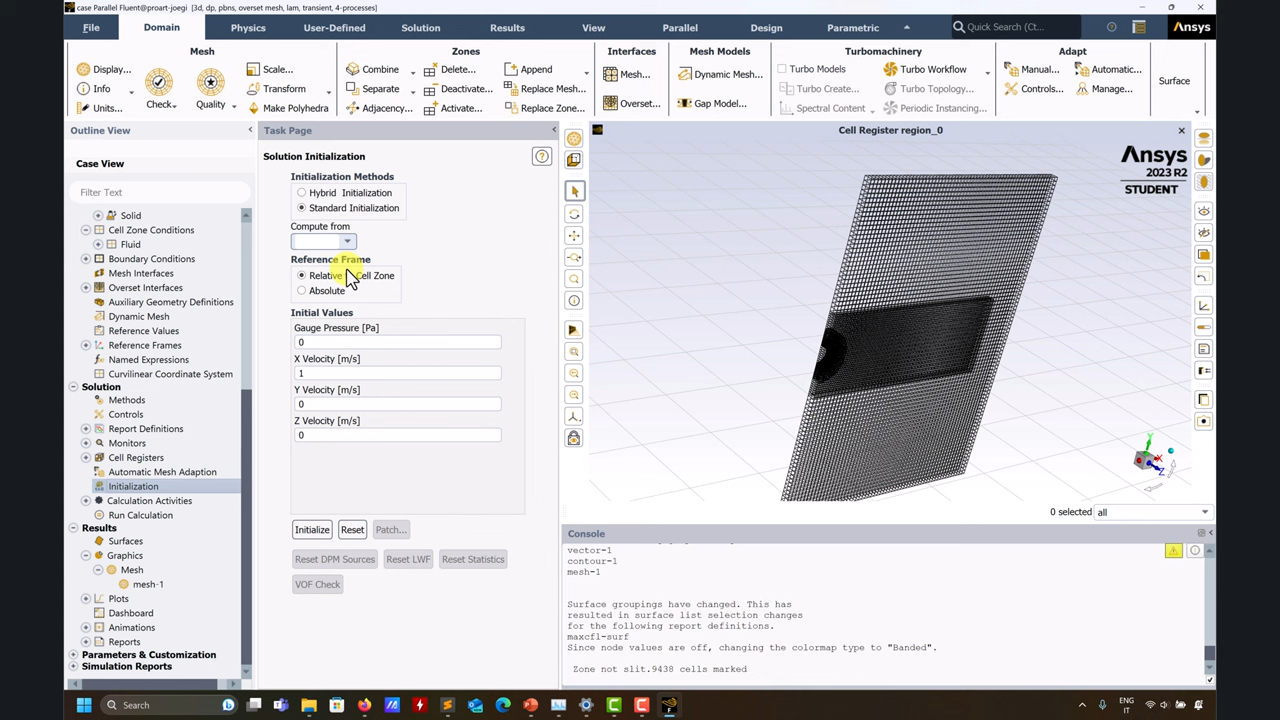 case Parallel Fluent@proart-joegi [3d, dp, pbns, overset mesh, lam, transient, 4-processes]
File
Domain
Physics
User-Defined
Solution
Results
View
Parallel
Design
Parametric
Quick Search (Ct...
Ansys
Mesh
Display...
Info
Units...
Check
Quality
Scale...
Transform
Make Polyhedra
Zones
Combine
Separate
Adjacency...
Delete...
Deactivate...
Activate...
Append
Replace Mesh...
Replace Zone...
Interfaces
Mesh...
Overset...
Mesh Models
Dynamic Mesh...
Gap Model...
Turbomachinery
Turbo Models
Turbo Create...
Spectral Content
Turbo Workflow
Turbo Topology...
Periodic Instancing...
Adapt
Manual...
Controls...
Automatic...
Manage...
Surface
Outline View
Case View
Filter Text
Solid
Cell Zone Conditions
Fluid
Boundary Conditions
Mesh Interfaces
Overset Interfaces
Auxiliary Geometry Definitions
Dynamic Mesh
Reference Values
Reference Frames
Named Expressions
Curvilinear Coordinate System
Solution
Methods
Controls
Report Definitions
Monitors
Cell Registers
Automatic Mesh Adaption
Initialization
Calculation Activities
Run Calculation
Results
Surfaces
Graphics
Mesh
mesh-1
Plots
Dashboard
Animations
Reports
Parameters & Customization
Simulation Reports
Task Page
Solution Initialization
Initialization Methods
Hybrid Initialization
Standard Initialization
Compute from
Reference Frame
Relative Cell Zone
Absolute
Initial Values
Gauge Pressure [Pa]
0
X Velocity [m/s]
1
Y Velocity [m/s]
0
Z Velocity [m/s]
0
Initialize
Reset
Patch...
Reset DPM Sources
Reset LWF
Reset Statistics
VOF Check
Cell Register region_0
Ansys
2023 R2
STUDENT
Y
X
Z
0 selected
all
Console
vector-1
contour-1
mesh-1
Surface groupings have changed. This has
resulted in surface list selection changes
for the following report definitions.
maxcfl-surf
Since node values are off, changing the colormap type to "Banded".
Zone not slit.9438 cells marked
Search
ENG
IT